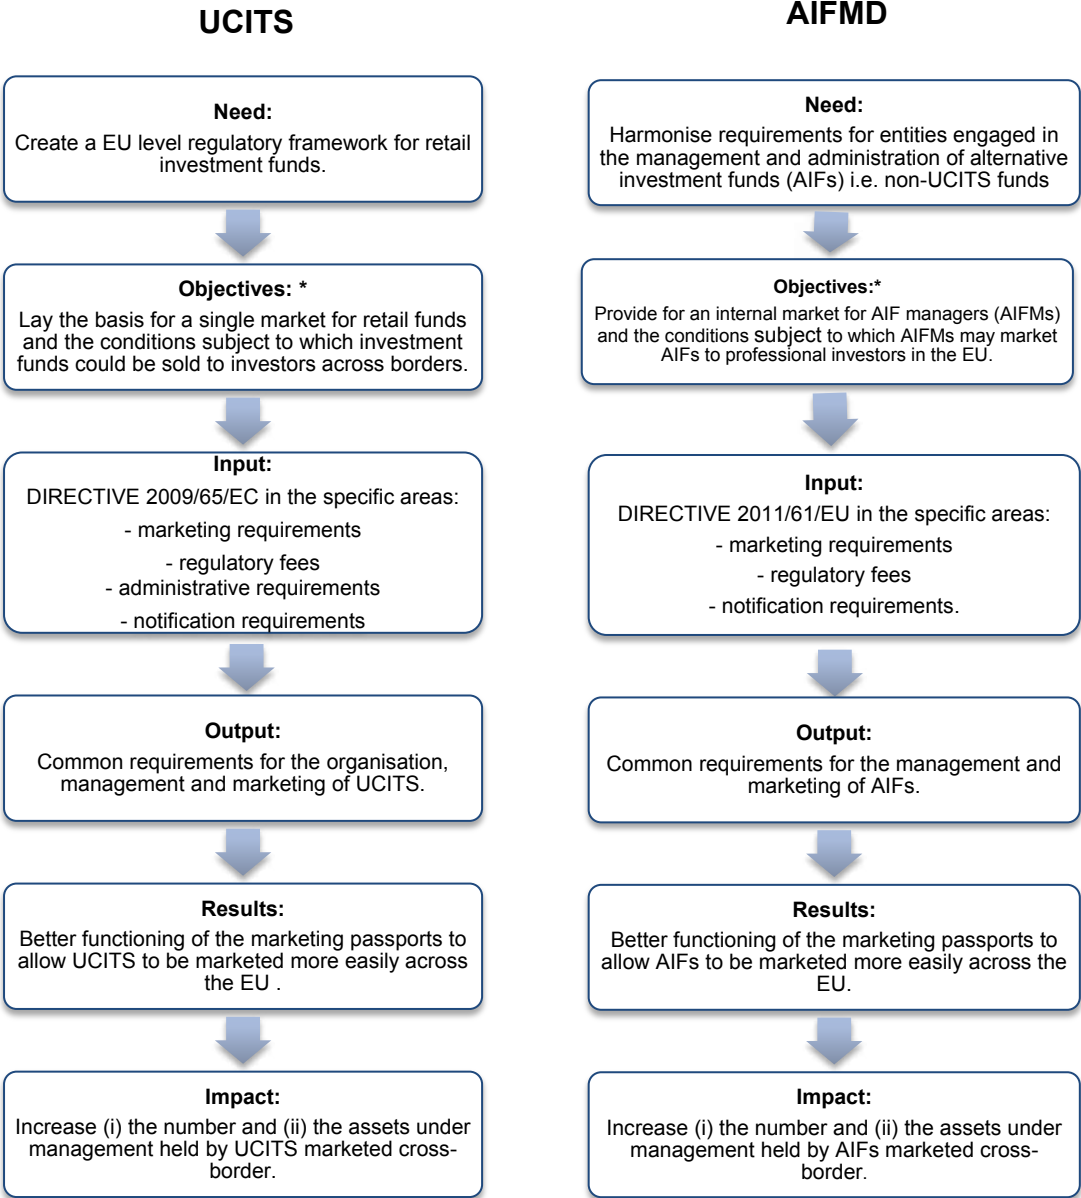 UCITS
Need:
Create a EU level regulatory framework for retail
investment funds.
Objectives: *
Lay the basis for a single market for retail funds
and the conditions subject to which investment
funds could be sold to investors across borders.
Input:
DIRECTIVE 2009/65/EC in the specific areas:
- marketing requirements
- regulatory fees
- administrative requirements
- notification requirements
Output:
Common requirements for the organisation,
management and marketing of UCITS.
Results:
Better functioning of the marketing passports to
allow UCITS to be marketed more easily across
the EU .
Impact:
Increase (i) the number and (ii) the assets under
management held by UCITS marketed cross-
border.
AIFMD
Need:
Harmonise requirements for entities engaged in
the management and administration of alternative
investment funds (AIFs) i.e. non-UCITS funds
Objectives:*
Provide for an internal market for AIF managers (AIFMs)
and the conditions subject to which AIFMs may market
AIFs to professional investors in the EU.
Input:
DIRECTIVE 2011/61/EU in the specific areas:
- marketing requirements
- regulatory fees
- notification requirements.
Output:
Common requirements for the management and
marketing of AIFs.
Results:
Better functioning of the marketing passports to
allow AIFs to be marketed more easily across the
EU.
Impact:
Increase (i) the number and (ii) the assets under
management held by AIFs marketed cross-
border.